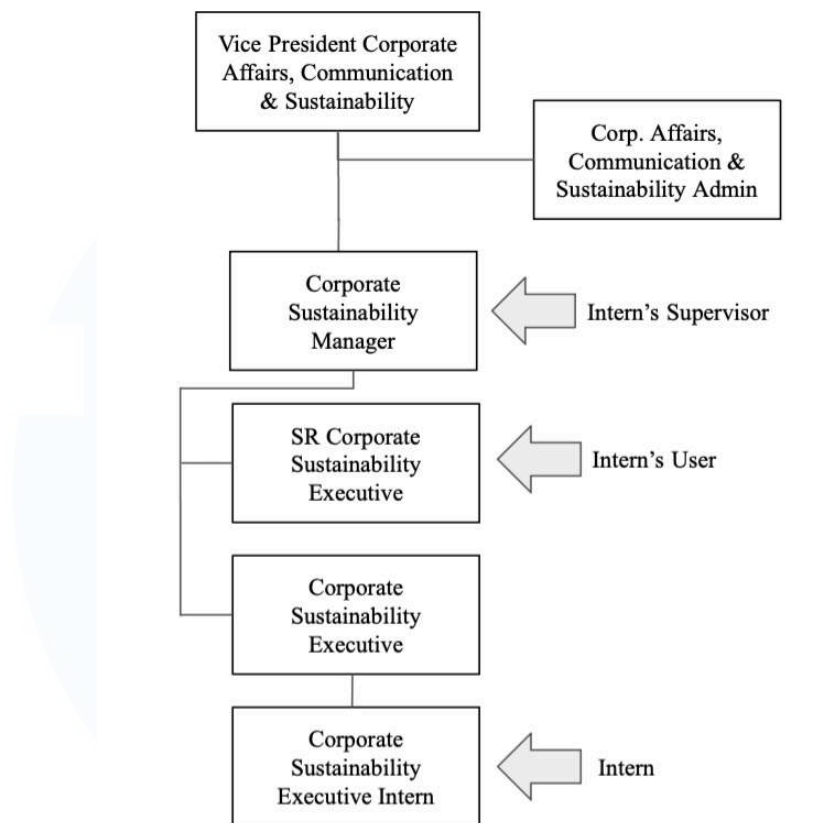 Vice President Corporate
Affairs, Communication
& Sustainability
Corp. Affairs,
Communication &
Sustainability Admin
Corporate
Sustainability
Manager
Intern’s Supervisor
SR Corporate
Sustainability
Executive
Intern’s User
Corporate
Sustainability
Executive
Corporate
Sustainability
Executive Intern
Intern